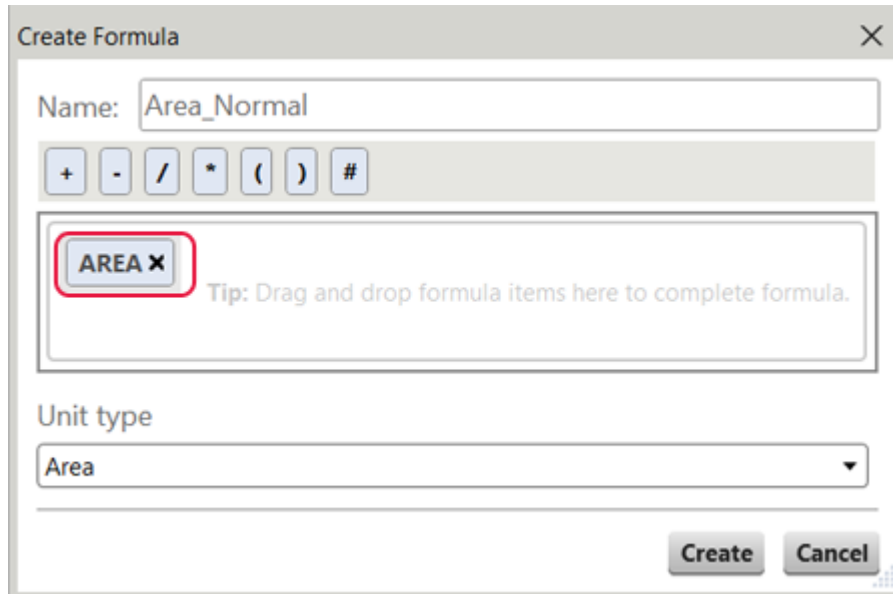 Create Formula
Name: Area_Normal
+ - / * ( ) #
AREA ×
Tip: Drag and drop formula items here to complete formula.
Unit type
Area
Create Cancel